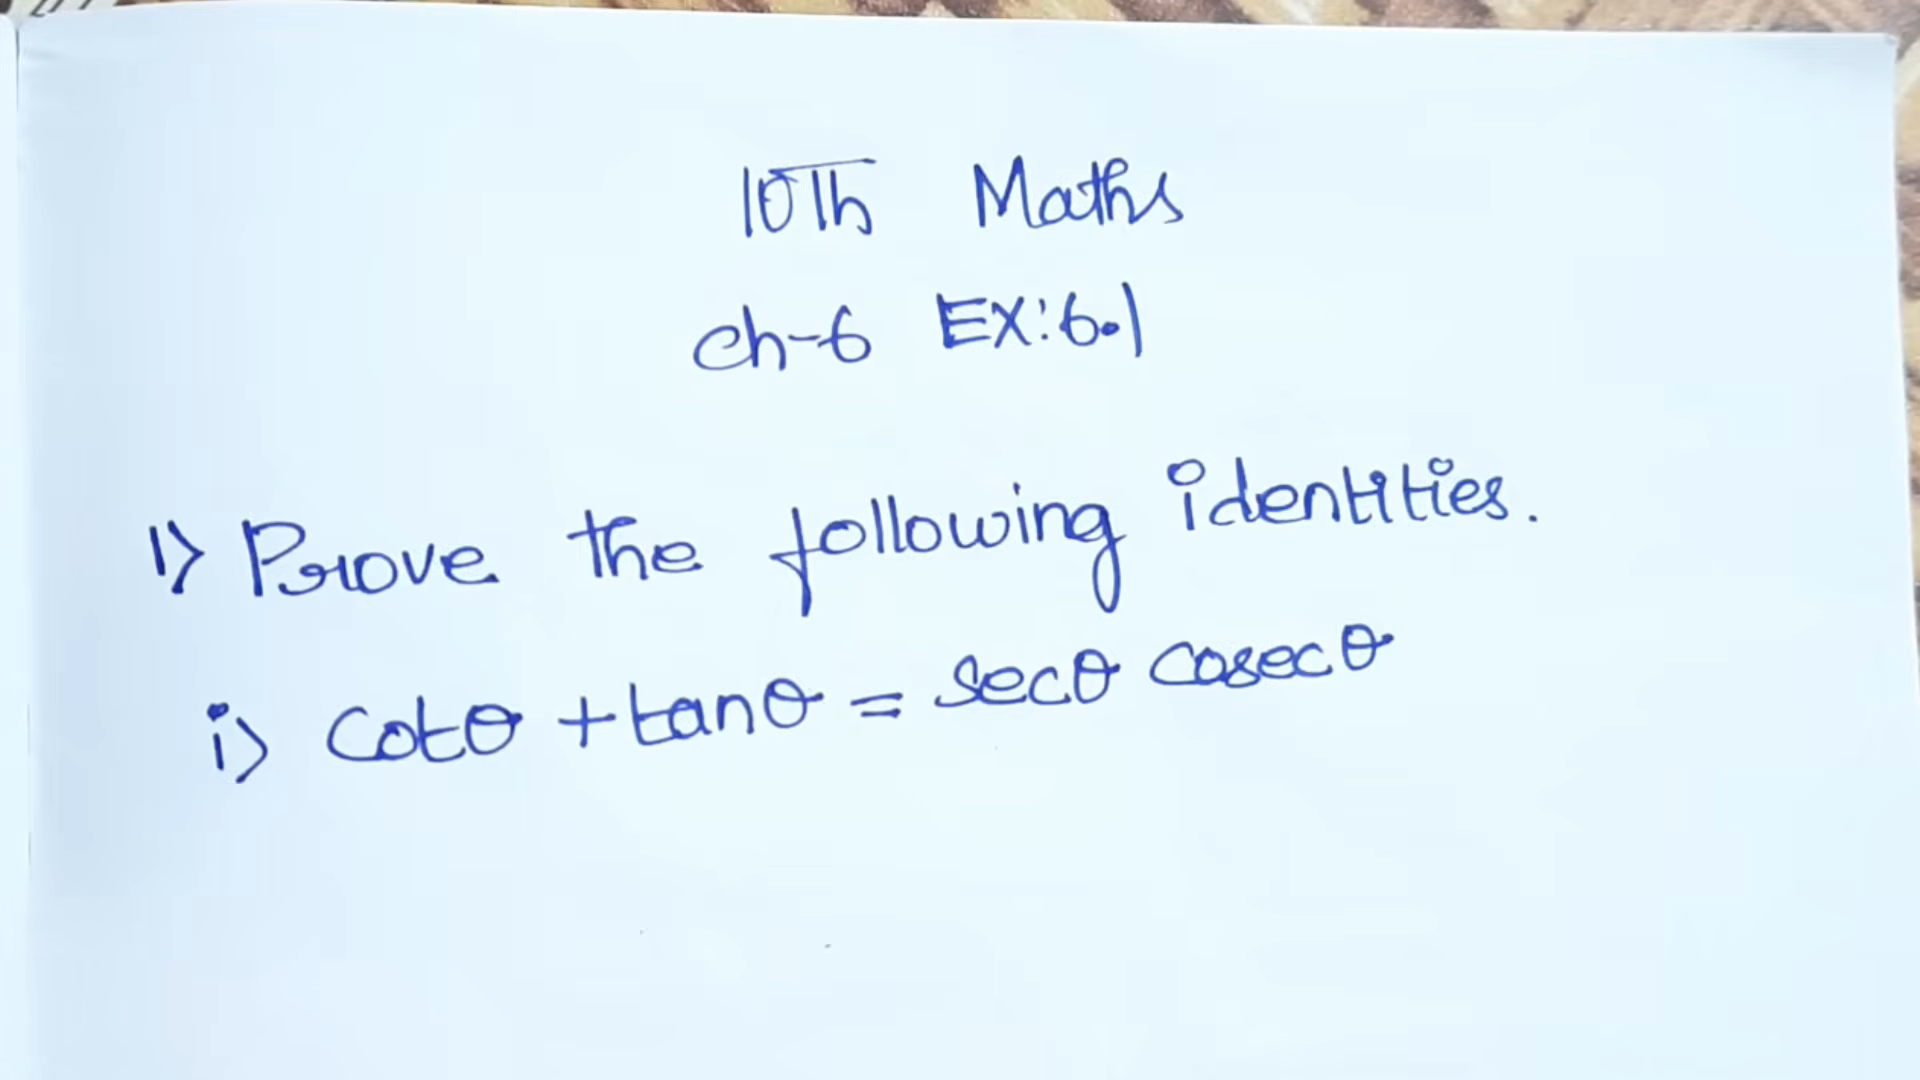 10Th Maths
Ch-6 EX:6.1
1) Prove the following identities.
i) cotθ + tanθ = secθ cosecθ